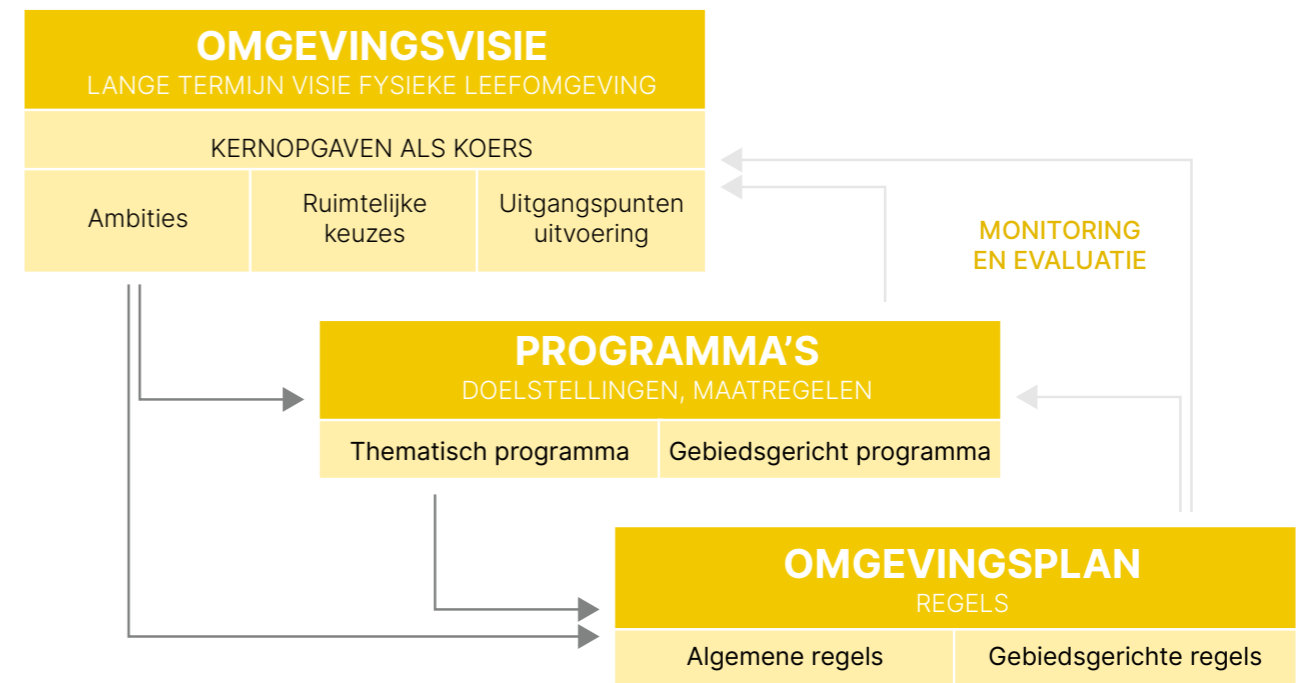 OMGEVINGSVISIE
LANGE TERMIJN VISIE FYSIEKE LEEFOMGEVING
KERNOPGAVEN ALS KOERS
Ambities
Ruimtelijke
keuzes
Uitgangspunten
uitvoering
MONITORING
EN EVALUATIE
PROGRAMMA’S
DOELSTELLINGEN, MAATREGELEN
Thematisch programma
Gebiedsgericht programma
OMGEVINGSPLAN
REGELS
Algemene regels
Gebiedsgerichte regels